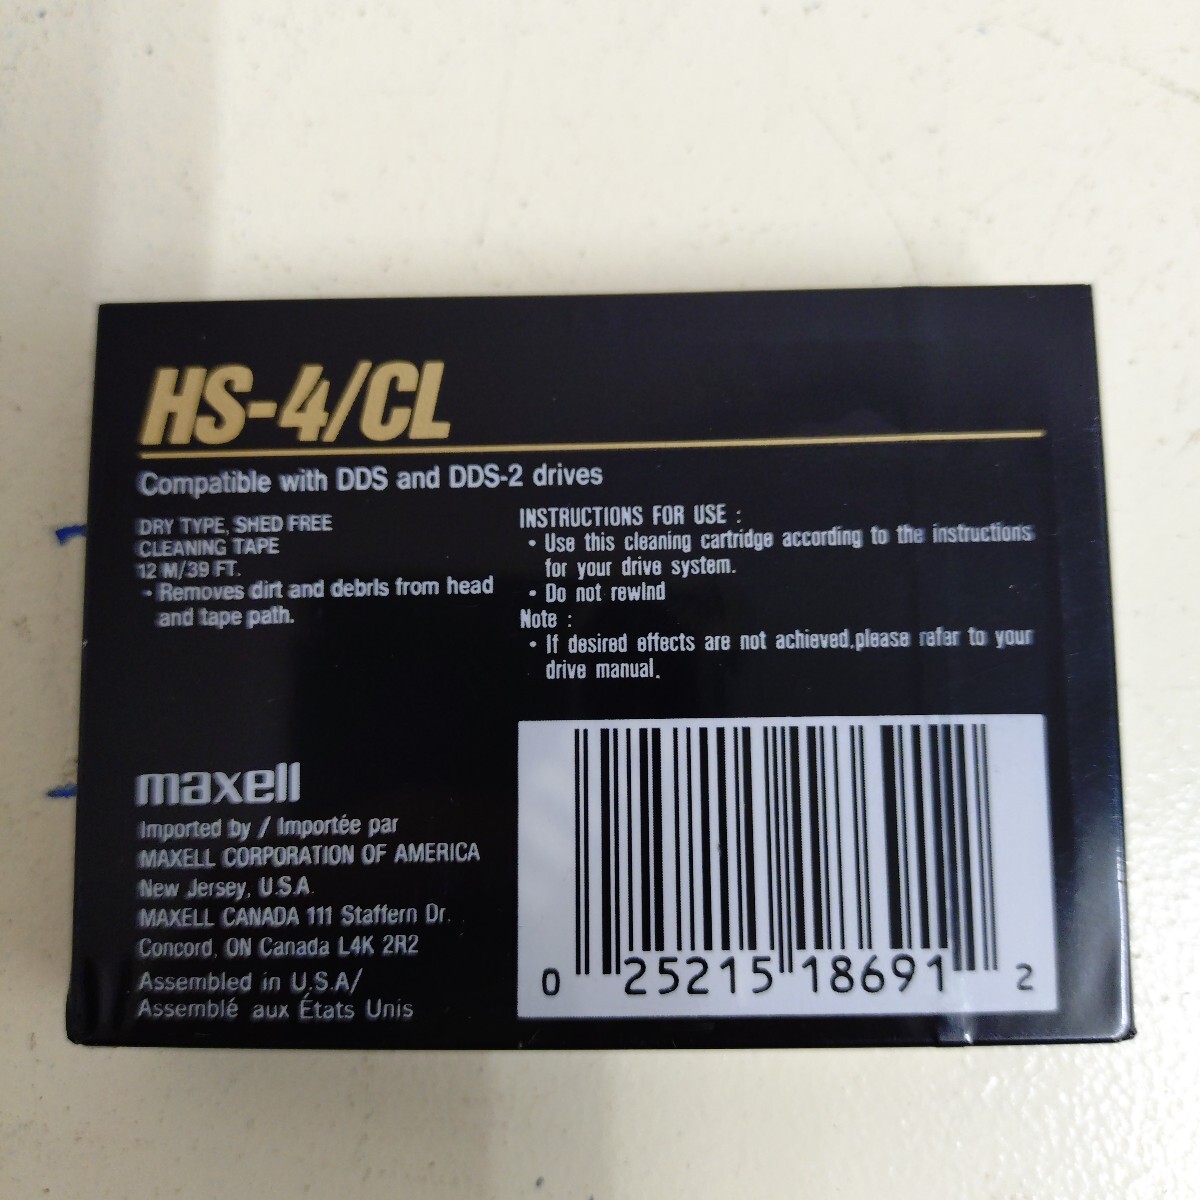 HS-4/CL
Compatible with DDS and DDS-2 drives
DRY TYPE, SHED FREE
CLEANING TAPE
12 M/39 FT.
• Removes dirt and debris from head
and tape path.
INSTRUCTIONS FOR USE :
• Use this cleaning cartridge according to the instructions
for your drive system.
• Do not rewind
Note :
• If desired effects are not achieved,please refer to your
drive manual.
maxell
Imported by / Importée par
MAXELL CORPORATION OF AMERICA
New Jersey, U.S.A.
MAXELL CANADA 111 Staffern Dr.
Concord, ON Canada L4K 2R2
Assembled in U.S.A/
Assemblé aux États Unis
0 25215 18691 2